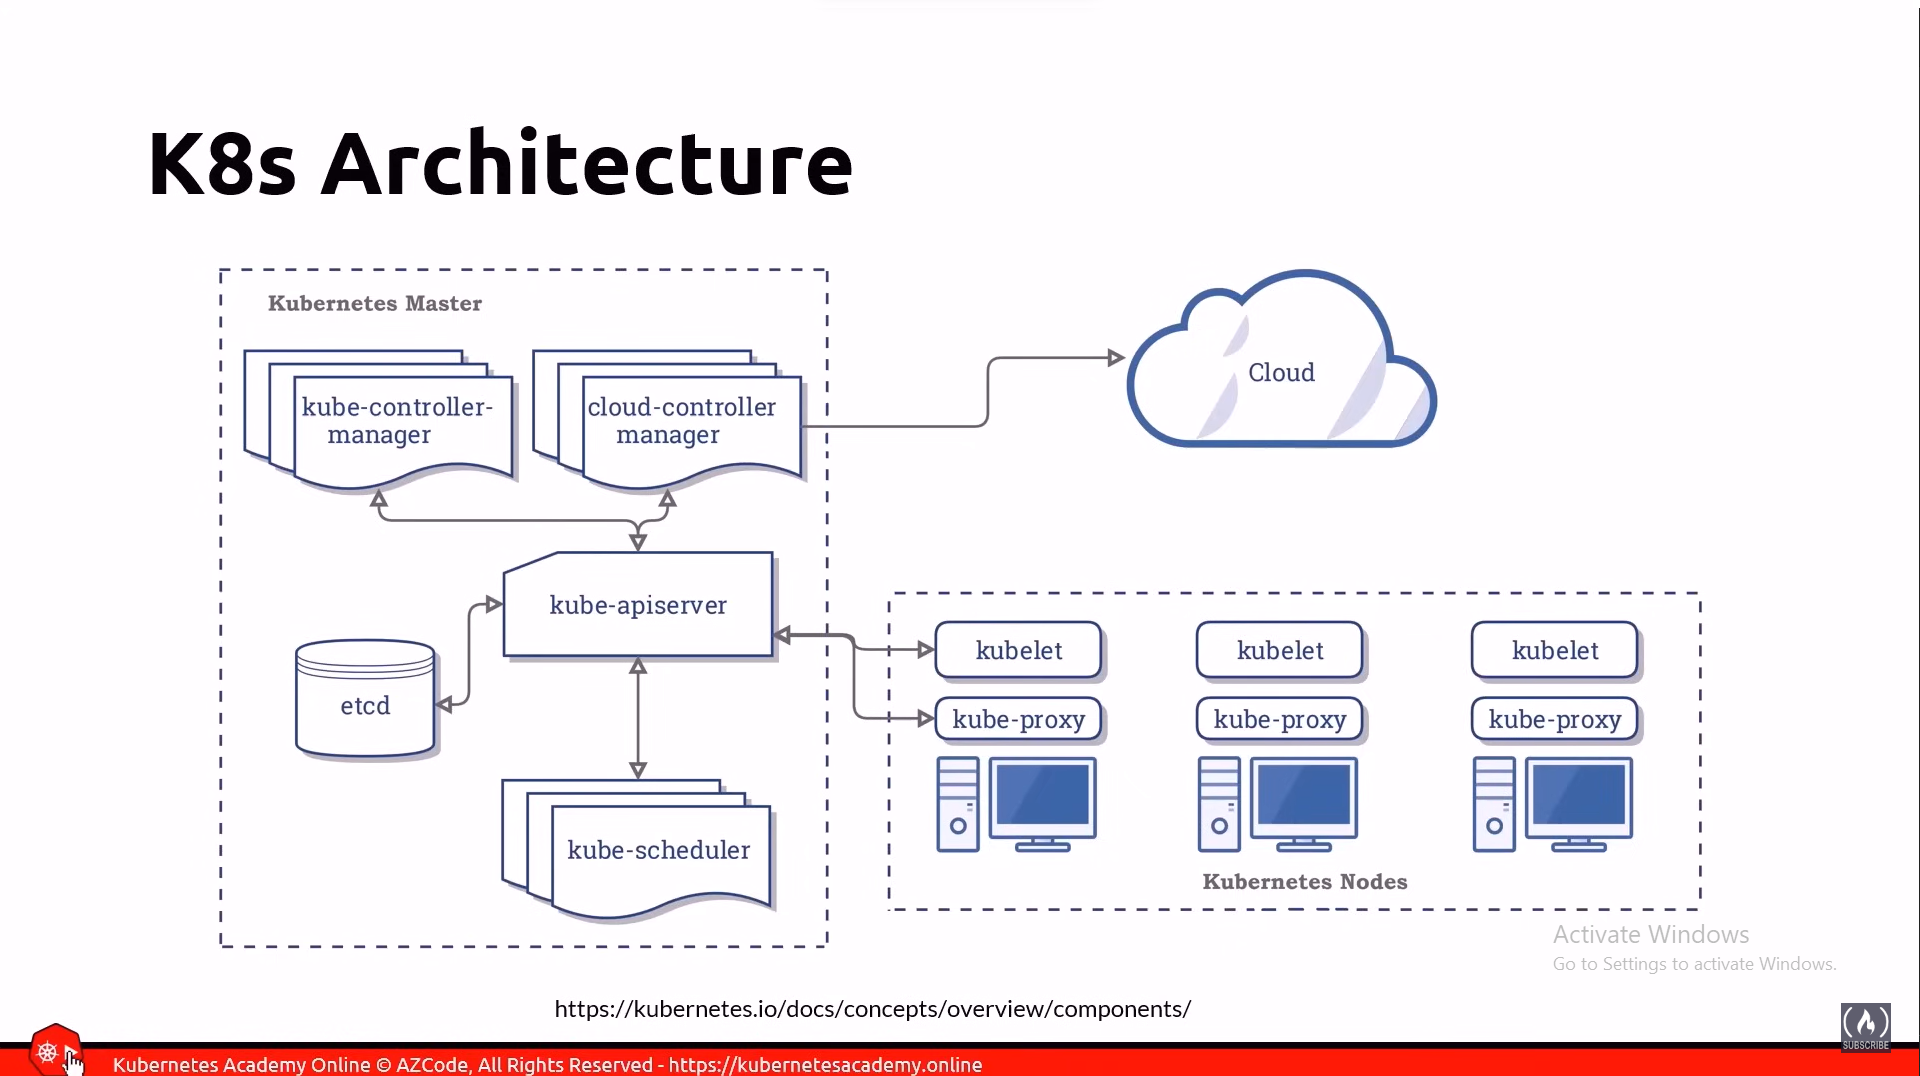 K8s Architecture
Kubernetes Master
kube-controller-
manager
cloud-controller
manager
Cloud
kube-apiserver
etcd
kube-scheduler
kubelet
kubelet
kubelet
kube-proxy
kube-proxy
kube-proxy
Kubernetes Nodes
Activate Windows
Go to Settings to activate Windows.
https://kubernetes.io/docs/concepts/overview/components/
SUBSCRIBE
Kubernetes Academy Online © AZCode, All Rights Reserved - https://kubernetesacademy.online